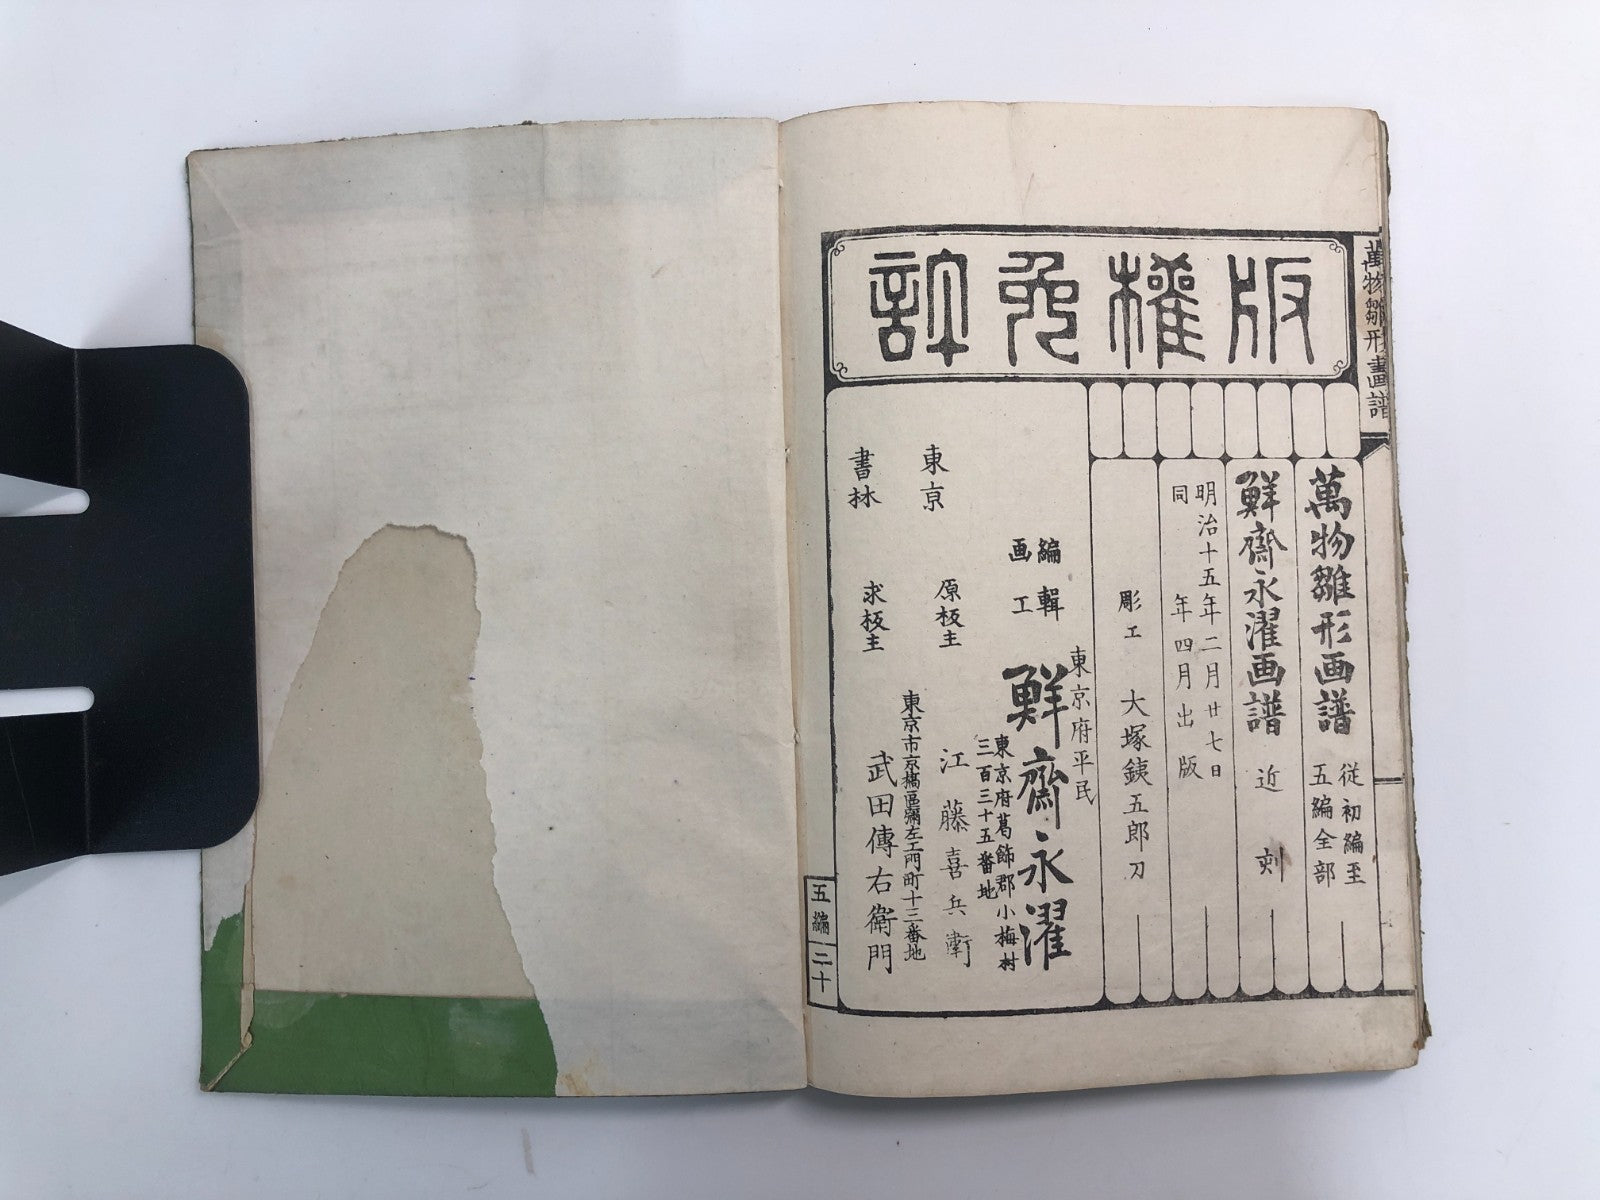 萬物雛形畫譜
版權免許
萬物雛形画譜
従初編至
五編全部
鮮齋永濯画譜
近刻
明治十五年二月廿七日
同年四月出版
彫工 大塚銕五郎刀
東京府平民
編輯
画工
鮮齋永濯
東京府葛飾郡小梅村
三百三十五番地
東京
原板主
江藤喜兵衛
書林
求板主
東京市京橋區彌左エ門町十三番地
武田傳右衛門
五編
二十